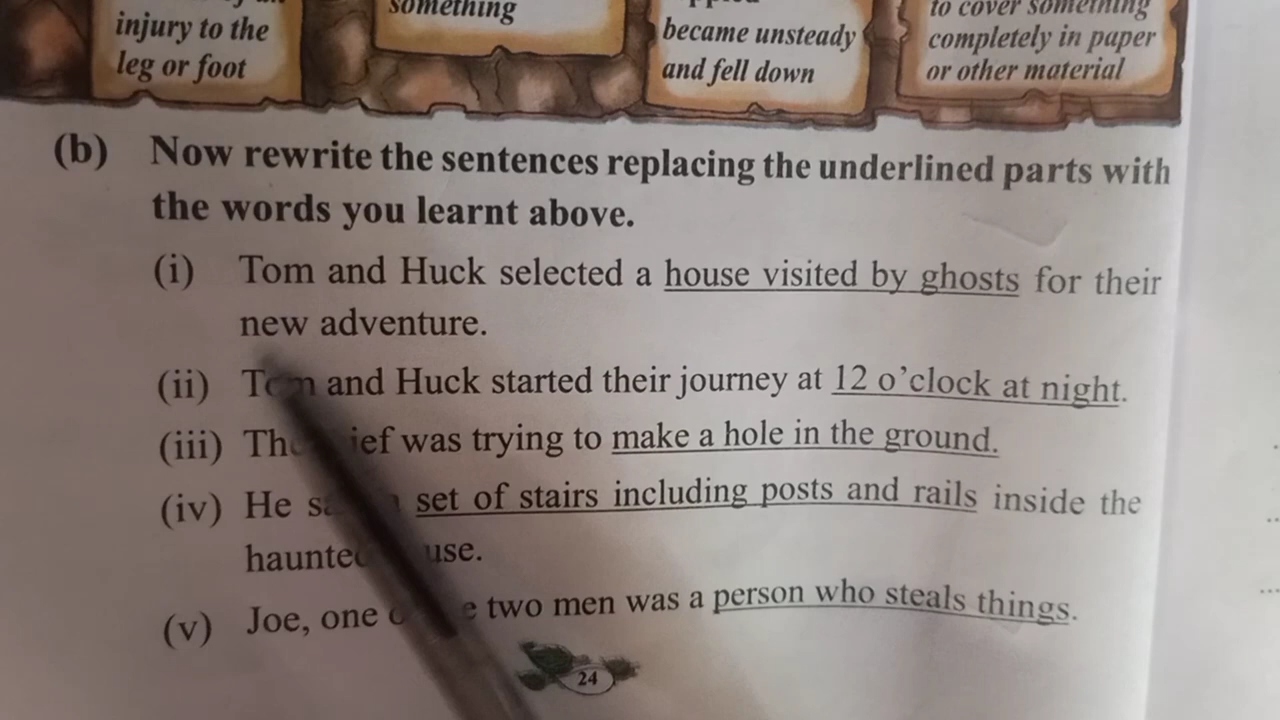 injury to the
leg or foot
something
became unsteady
and fell down
to cover something
completely in paper
or other material
(b) Now rewrite the sentences replacing the underlined parts with
the words you learnt above.
(i) Tom and Huck selected a house visited by ghosts for their
new adventure.
(ii) Tom and Huck started their journey at 12 o'clock at night.
(iii) was trying to make a hole in the ground.
(iv) He set of stairs including posts and rails inside the
haunted
(v) Joe, one two men was a person who steals things.
24